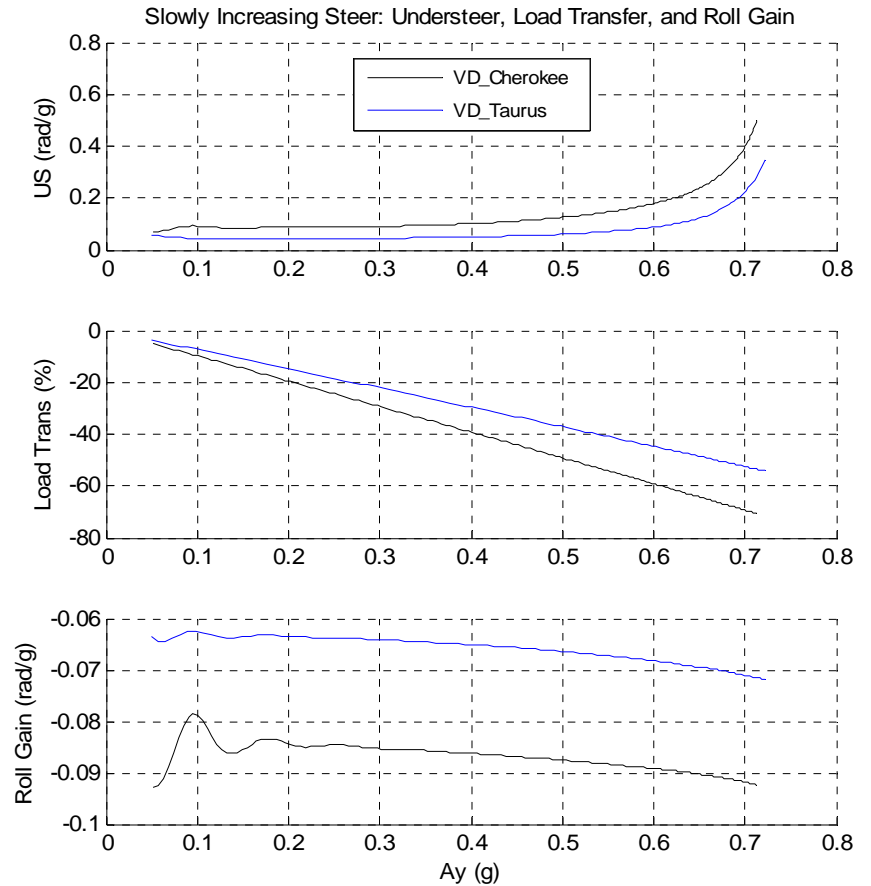 Slowly Increasing Steer: Understeer, Load Transfer, and Roll Gain
US (rad/g)
0.8
0.6
0.4
0.2
0
VD_Cherokee
VD_Taurus
0 0.1 0.2 0.3 0.4 0.5 0.6 0.7 0.8
Load Trans (%)
0
-20
-40
-60
-80
0 0.1 0.2 0.3 0.4 0.5 0.6 0.7 0.8
Roll Gain (rad/g)
-0.06
-0.07
-0.08
-0.09
-0.1
0 0.1 0.2 0.3 0.4 0.5 0.6 0.7 0.8
Ay (g)